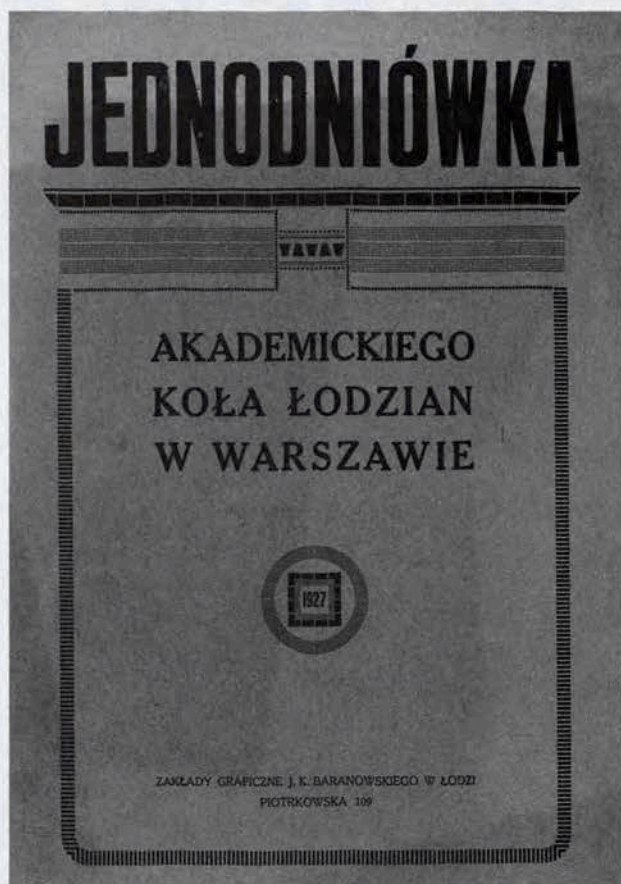 JEDNODNIÓWKA
AKADEMICKIEGO
KOŁA ŁODZIAN
W WARSZAWIE
1927
ZAKŁADY GRAFICZNE J. K. BARANOWSKIEGO W ŁODZI
PIOTRKOWSKA 109